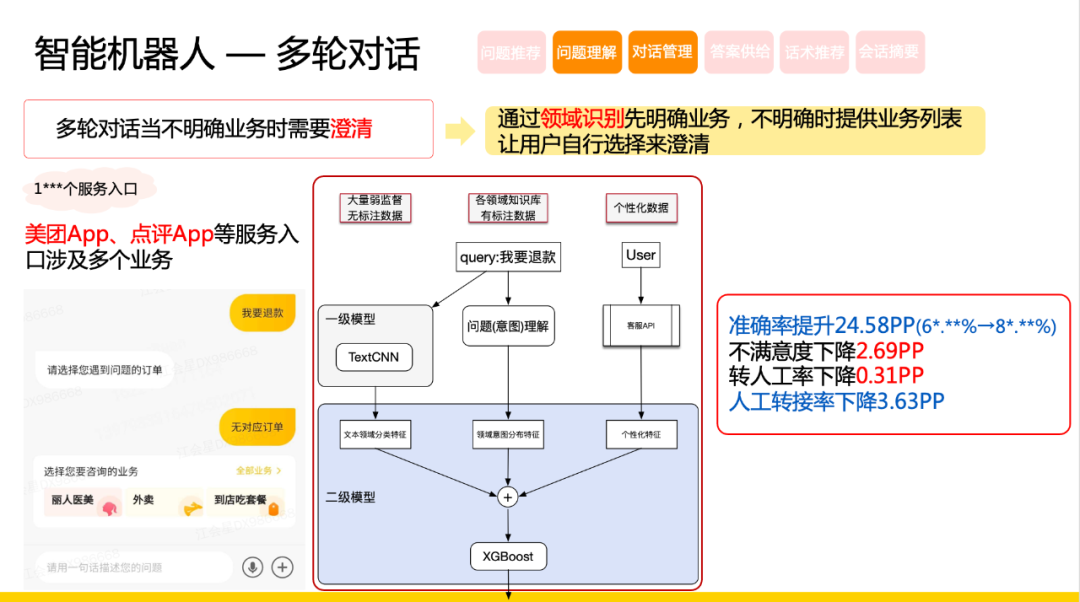 智能机器人 — 多轮对话
问题推荐
问题理解
对话管理
答案供给
话术推荐
会话摘要
多轮对话当不明确业务时需要澄清
通过领域识别先明确业务，不明确时提供业务列表
让用户自行选择来澄清
1***个服务入口
美团App、点评App等服务入
口涉及多个业务
我要退款
请选择您遇到问题的订单
无对应订单
选择您要咨询的业务
全部业务 >
丽人医美
外卖
到店吃套餐
请用一句话描述您的问题
大量弱监督
无标注数据
各领域知识库
有标注数据
个性化数据
query:我要退款
User
一级模型
TextCNN
问题(意图)理解
客服API
文本领域分类特征
领域意图分布特征
个性化特征
二级模型
+
XGBoost
准确率提升24.58PP(6*.**%→8*.**%)
不满意度下降2.69PP
转人工率下降0.31PP
人工转接率下降3.63PP